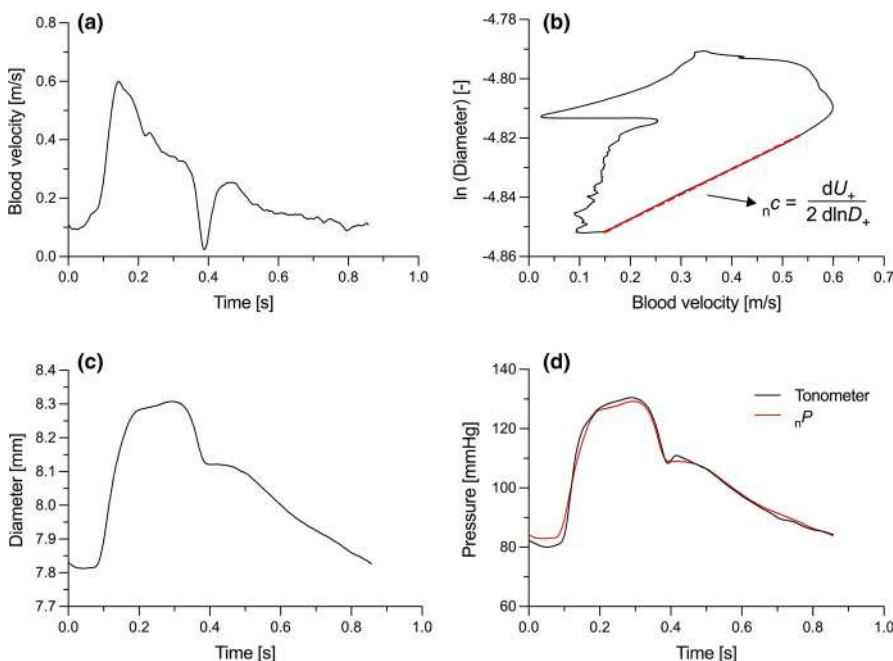 (a)
Blood velocity [m/s]
0.8
0.6
0.4
0.2
0.0
0.0 0.2 0.4 0.6 0.8 1.0
Time [s]
(b)
ln (Diameter) [-]
-4.78
-4.80
-4.82
-4.84
-4.86
nc = dU+ / 2 dlnD+
0.0 0.1 0.2 0.3 0.4 0.5 0.6 0.7
Blood velocity [m/s]
(c)
Diameter [mm]
8.4
8.3
8.2
8.1
8.0
7.9
7.8
7.7
0.0 0.2 0.4 0.6 0.8 1.0
Time [s]
(d)
Pressure [mmHg]
140
120
100
80
60
Tonometer
nP
0.0 0.2 0.4 0.6 0.8 1.0
Time [s]